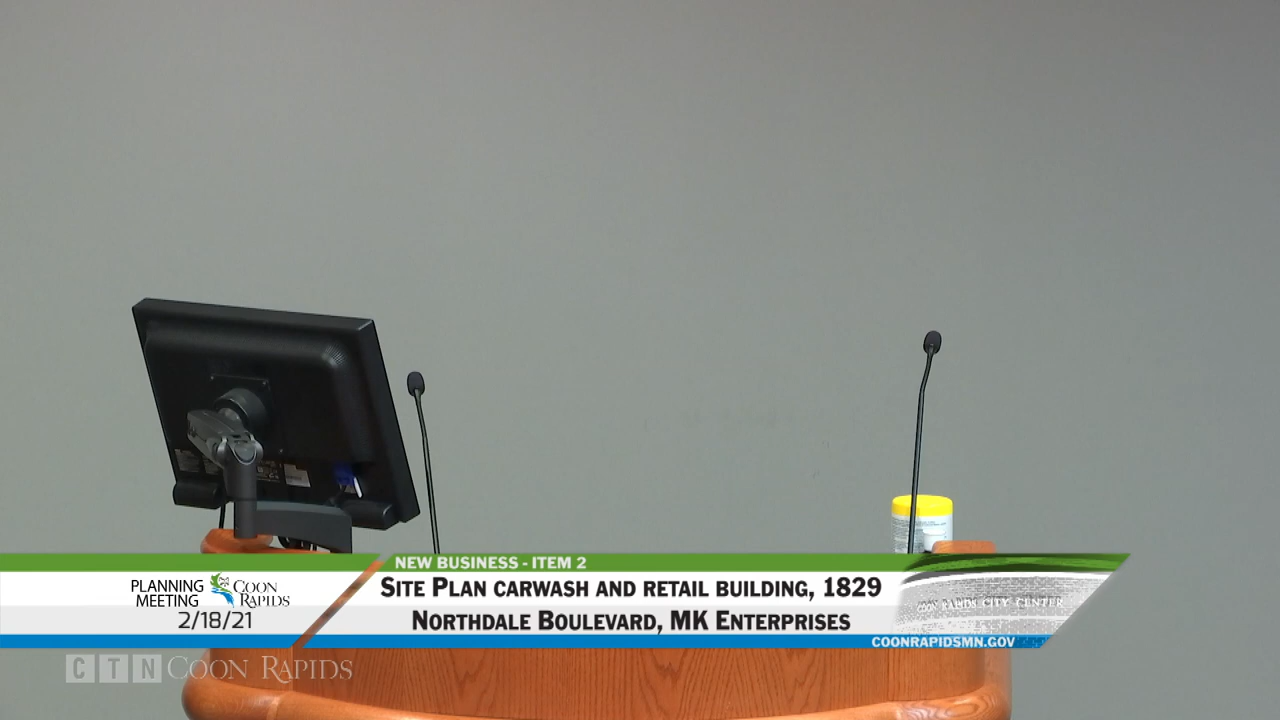 NEW BUSINESS - ITEM 2
PLANNING MEETING
COON RAPIDS
2/18/21
SITE PLAN CARWASH AND RETAIL BUILDING, 1829
NORTHDALE BOULEVARD, MK ENTERPRISES
COON RAPIDS CITY CENTER
COONRAPIDSMN.GOV
CTN COON RAPIDS